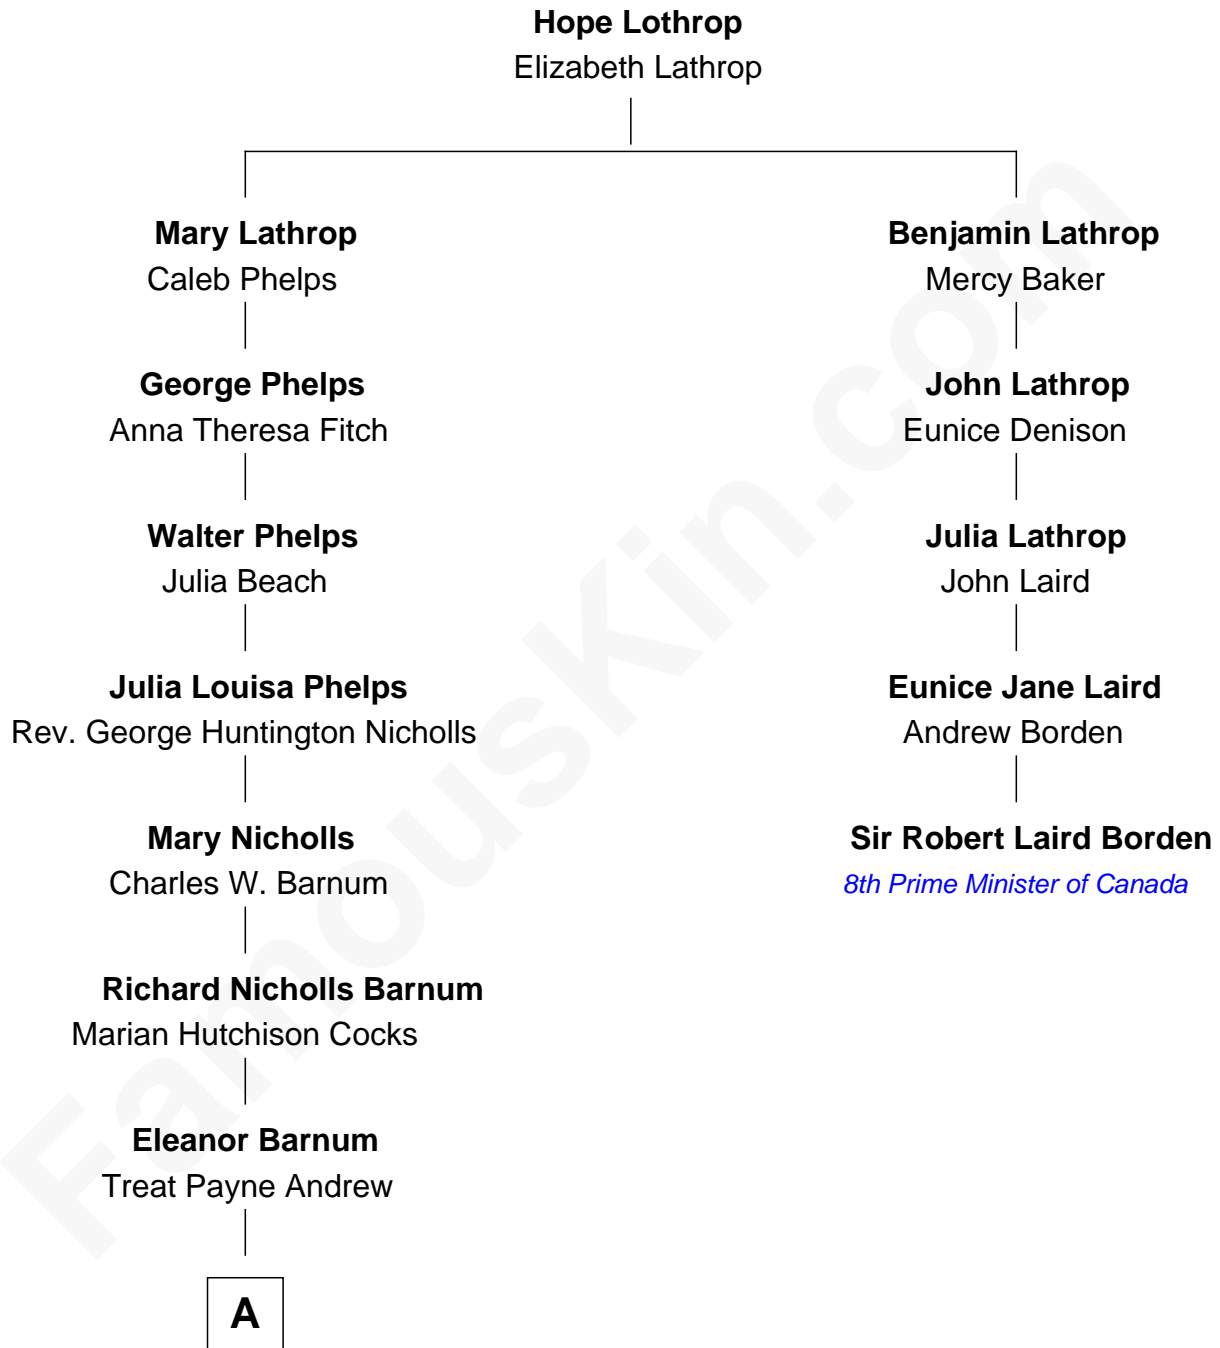 Hope Lothrop
Elizabeth Lathrop
Mary Lathrop
Caleb Phelps
Benjamin Lathrop
Mercy Baker
George Phelps
Anna Theresa Fitch
John Lathrop
Eunice Denison
Walter Phelps
Julia Beach
Julia Lathrop
John Laird
Julia Louisa Phelps
Rev. George Huntington Nicholls
Eunice Jane Laird
Andrew Borden
Mary Nicholls
Charles W. Barnum
Sir Robert Laird Borden
8th Prime Minister of Canada
Richard Nicholls Barnum
Marian Hutchison Cocks
Eleanor Barnum
Treat Payne Andrew
A
FamousKin.com